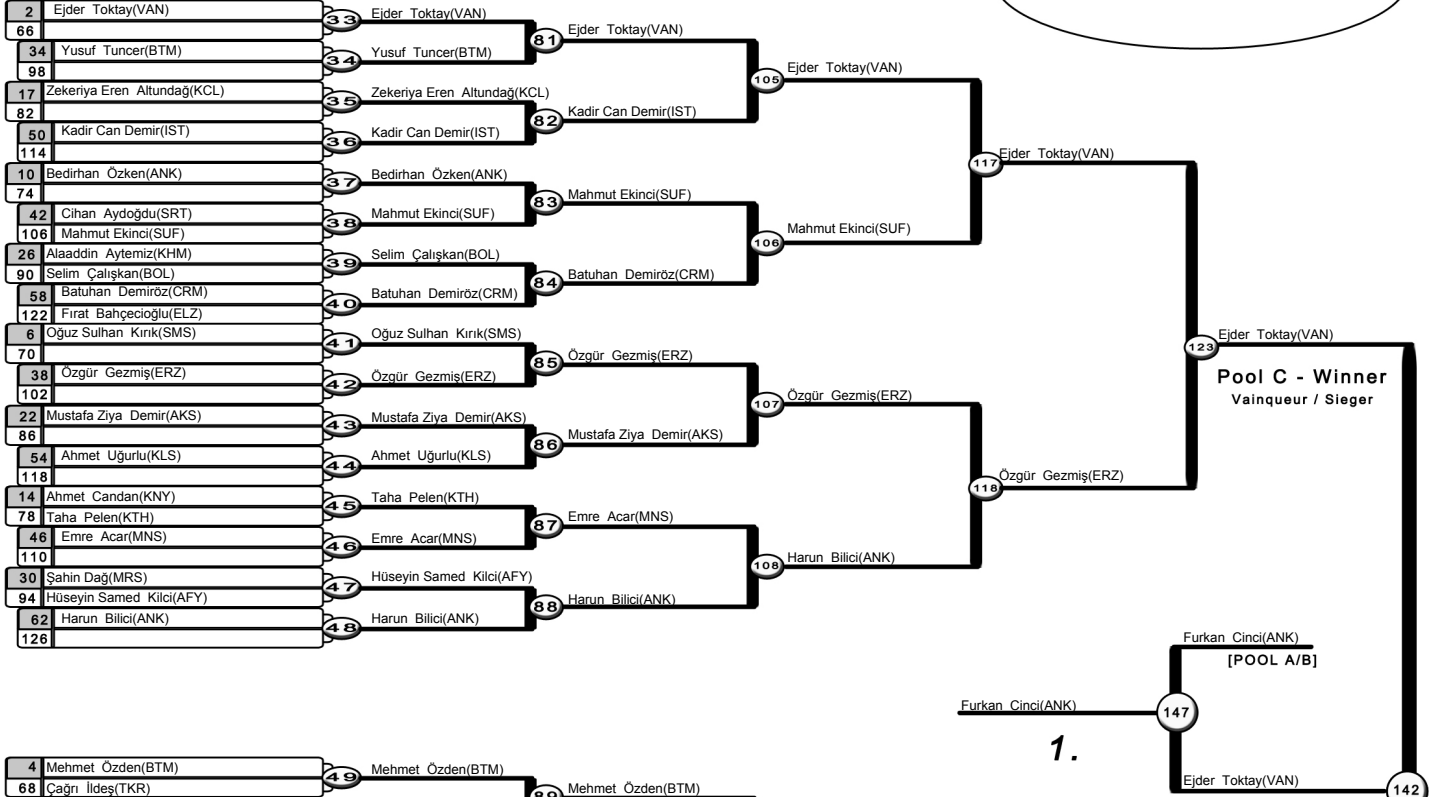 2 Ejder Toktay(VAN)
66
34 Yusuf Tuncer(BTM)
98
17 Zekeriya Eren Altundağ(KCL)
82
50 Kadir Can Demir(IST)
114
10 Bedirhan Özken(ANK)
74
42 Cihan Aydoğdu(SRT)
106 Mahmut Ekinci(SUF)
26 Alaaddin Aytemiz(KHM)
90 Selim Çalışkan(BOL)
58 Batuhan Demiröz(CRM)
122 Fırat Bahçecioğlu(ELZ)
6 Oğuz Sulhan Kırık(SMS)
70
38 Özgür Gezmiş(ERZ)
102
22 Mustafa Ziya Demir(AKS)
86
54 Ahmet Uğurlu(KLS)
118
14 Ahmet Candan(KNY)
78 Taha Pelen(KTH)
46 Emre Acar(MNS)
110
30 Şahin Dağ(MRS)
94 Hüseyin Samed Kilci(AFY)
62 Harun Bilici(ANK)
126
33 Ejder Toktay(VAN)
34 Yusuf Tuncer(BTM)
35 Zekeriya Eren Altundağ(KCL)
36 Kadir Can Demir(IST)
37 Bedirhan Özken(ANK)
38 Mahmut Ekinci(SUF)
39 Selim Çalışkan(BOL)
40 Batuhan Demiröz(CRM)
41 Oğuz Sulhan Kırık(SMS)
42 Özgür Gezmiş(ERZ)
43 Mustafa Ziya Demir(AKS)
44 Ahmet Uğurlu(KLS)
45 Taha Pelen(KTH)
46 Emre Acar(MNS)
47 Hüseyin Samed Kilci(AFY)
48 Harun Bilici(ANK)
81 Ejder Toktay(VAN)
82 Kadir Can Demir(IST)
83 Mahmut Ekinci(SUF)
84 Batuhan Demiröz(CRM)
85 Özgür Gezmiş(ERZ)
86 Mustafa Ziya Demir(AKS)
87 Emre Acar(MNS)
88 Harun Bilici(ANK)
105 Ejder Toktay(VAN)
106 Mahmut Ekinci(SUF)
107 Özgür Gezmiş(ERZ)
108 Harun Bilici(ANK)
117 Ejder Toktay(VAN)
118 Özgür Gezmiş(ERZ)
123 Ejder Toktay(VAN)
Pool C - Winner
Vainqueur / Sieger
Furkan Cinci(ANK)
[POOL A/B]
Furkan Cinci(ANK)
147
1.
Ejder Toktay(VAN)
142
4 Mehmet Özden(BTM)
68 Çağrı İldeş(TKR)
49 Mehmet Özden(BTM)
89 Mehmet Özden(BTM)